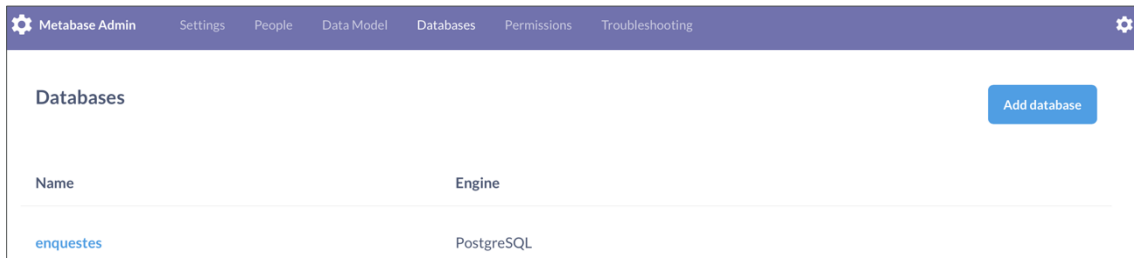 Metabase Admin Settings People Data Model Databases Permissions Troubleshooting
Databases Add database
Name Engine
enquestes PostgreSQL